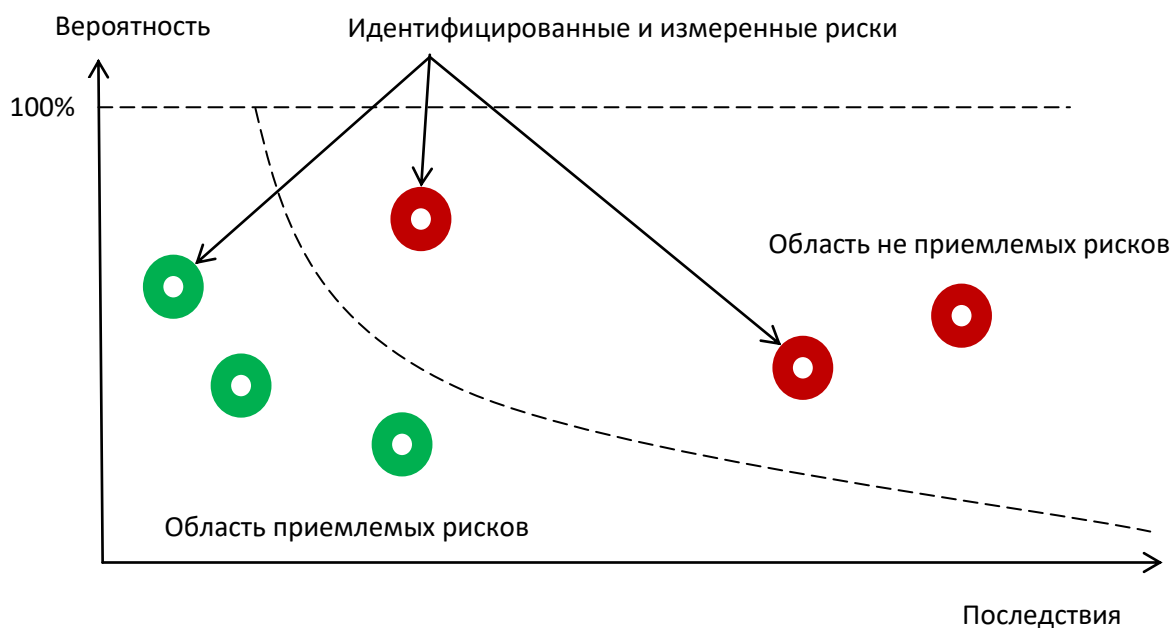 Вероятность
Идентифицированные и измеренные риски
100%
Область не приемлемых рисков
Область приемлемых рисков
Последствия